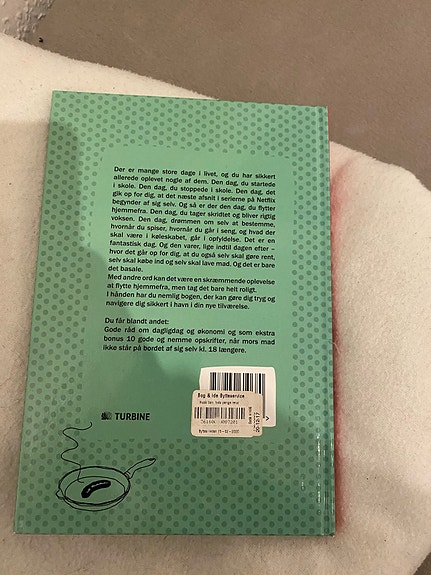 Der er mange store dage i livet, og du har sikkert
allerede oplevet nogle af dem. Den dag, du startede
i skole. Den dag, du stoppede i skole. Den dag, det
gik op for dig, at det næste afsnit i serierne på Netflix
begynder af sig selv. Og så er der den dag, du flytter
hjemmefra. Den dag, du tager skridtet og bliver rigtig
voksen. Den dag, drømmen om selv at bestemme,
hvornår du spiser, hvornår du går i seng, og hvad der
skal være i køleskabet, går i opfyldelse. Det er en
fantastisk dag. Og den varer, lige indtil dagen efter –
hvor det går op for dig, at du også selv skal gøre rent,
selv skal købe ind og selv skal lave mad. Og det er bare
det basale.
Med andre ord kan det være en skræmmende oplevelse
at flytte hjemmefra, men tag det bare helt roligt.
I hånden har du nemlig bogen, der kan gøre dig tryg og
navigere dig sikkert i havn i din nye tilværelse.
Du får blandt andet:
Gode råd om dagligdag og økonomi og som ekstra
bonus 10 gode og nemme opskrifter, når mors mad
ikke står på bordet af sig selv kl. 18 længere.
Bog & Ide Bytteservice
20-12-17
V
TURBINE